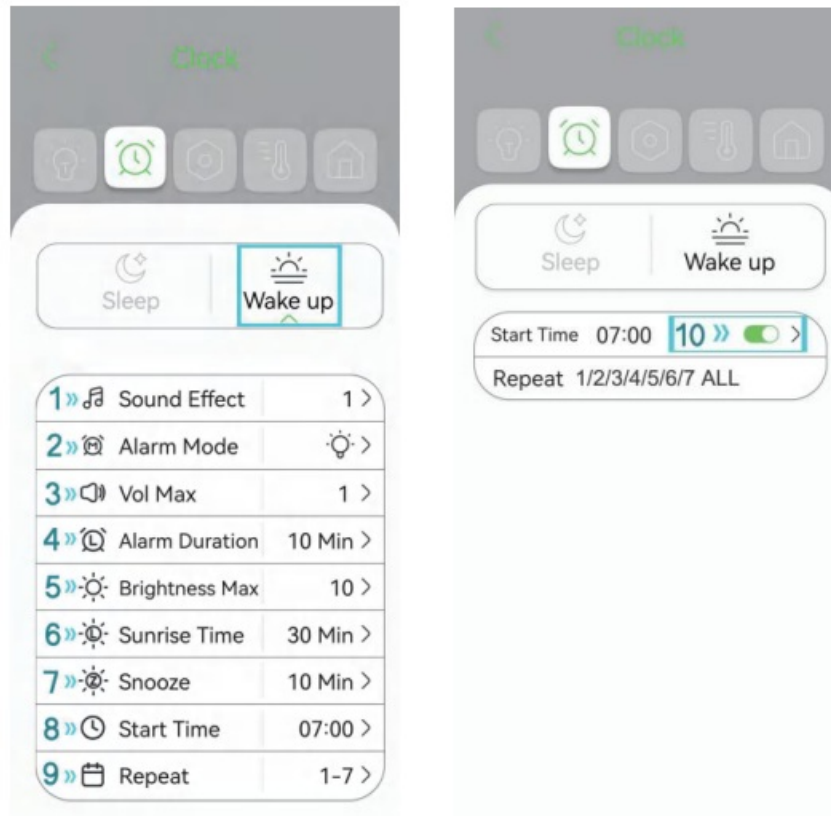 Clock
Sleep
Wake up
1 » Sound Effect 1 >
2 » Alarm Mode >
3 » Vol Max 1 >
4 » Alarm Duration 10 Min >
5 » Brightness Max 10 >
6 » Sunrise Time 30 Min >
7 » Snooze 10 Min >
8 » Start Time 07:00 >
9 » Repeat 1-7 >
Clock
Sleep
Wake up
Start Time 07:00 10 » >
Repeat 1/2/3/4/5/6/7 ALL